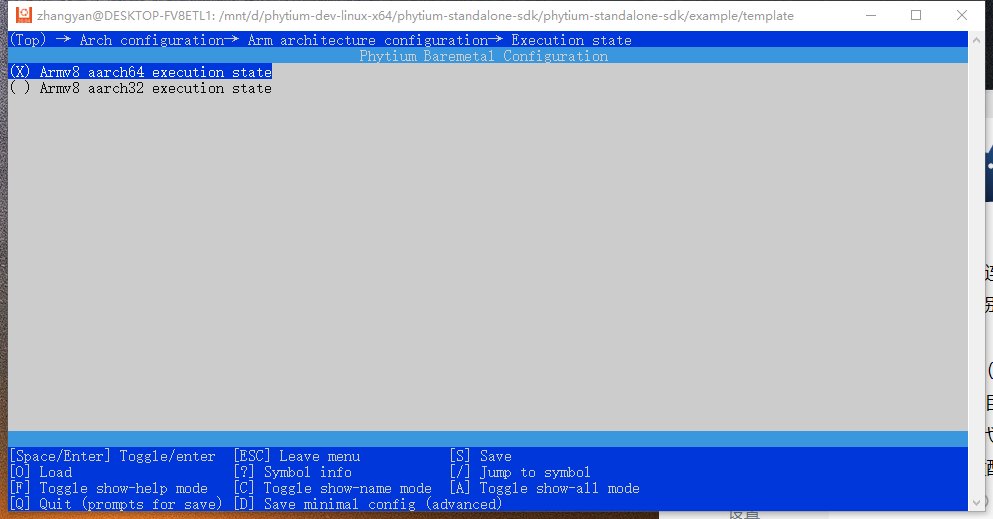 zhangyan@DESKTOP-FV8ETL1: /mnt/d/phytium-dev-linux-x64/phytium-standalone-sdk/phytium-standalone-sdk/example/template
(Top) → Arch configuration→ Arm architecture configuration→ Execution state
Phytium Baremetal Configuration
(X) Armv8 aarch64 execution state
( ) Armv8 aarch32 execution state
[Space/Enter] Toggle/enter [ESC] Leave menu [S] Save
[O] Load [?] Symbol info [/] Jump to symbol
[F] Toggle show-help mode [C] Toggle show-name mode [A] Toggle show-all mode
[Q] Quit (prompts for save) [D] Save minimal config (advanced)